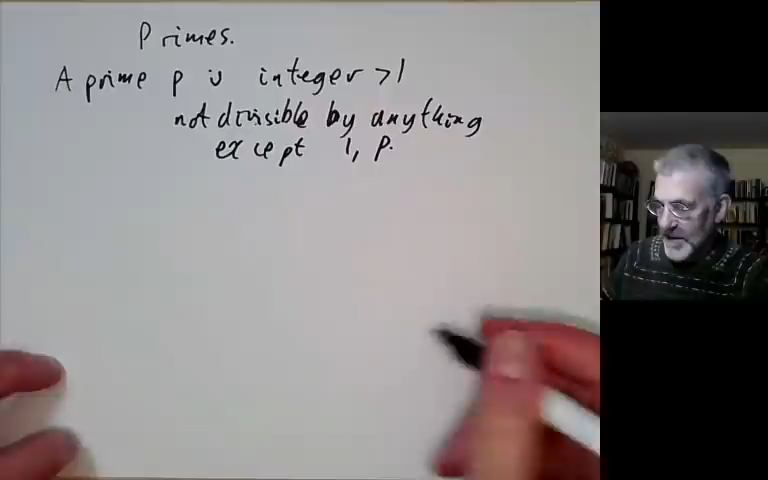 Primes.
A prime p is integer >1
not divisible by anything
except 1, p.